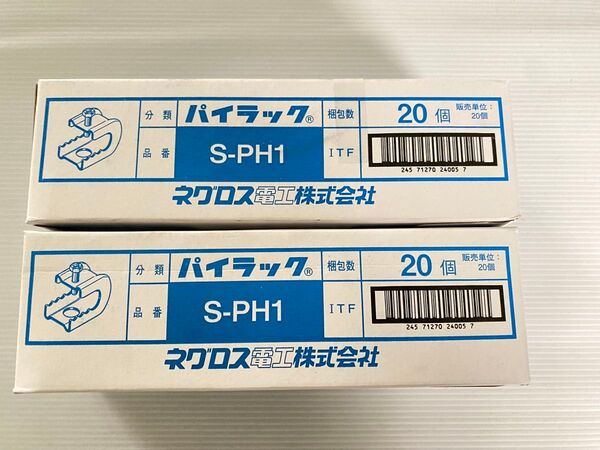 分類 パイラック® 梱包数 20個 販売単位:
20個
品番 S-PH1 ITF
245 71270 24005 7
ネグロス電工株式会社
分類 パイラック® 梱包数 20個 販売単位:
20個
品番 S-PH1 ITF
245 71270 24005 7
ネグロス電工株式会社